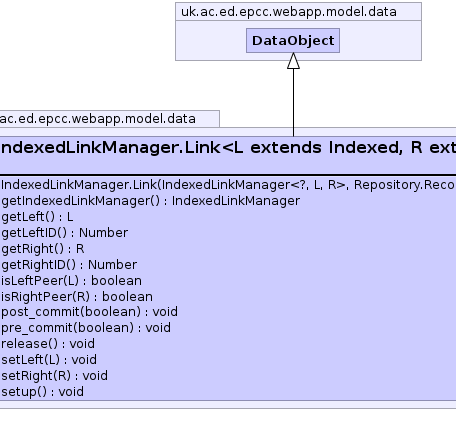 uk.ac.ed.epcc.webapp.model.data
DataObject
ac.ed.epcc.webapp.model.data
IndexedLinkManager.Link<L extends Indexed, R ext
IndexedLinkManager.Link(IndexedLinkManager<?, L, R>, Repository.Reco
getIndexedLinkManager() : IndexedLinkManager
getLeft() : L
getLeftID() : Number
getRight() : R
getRightID() : Number
isLeftPeer(L) : boolean
isRightPeer(R) : boolean
post_commit(boolean) : void
pre_commit(boolean) : void
release() : void
setLeft(L) : void
setRight(R) : void
setup() : void